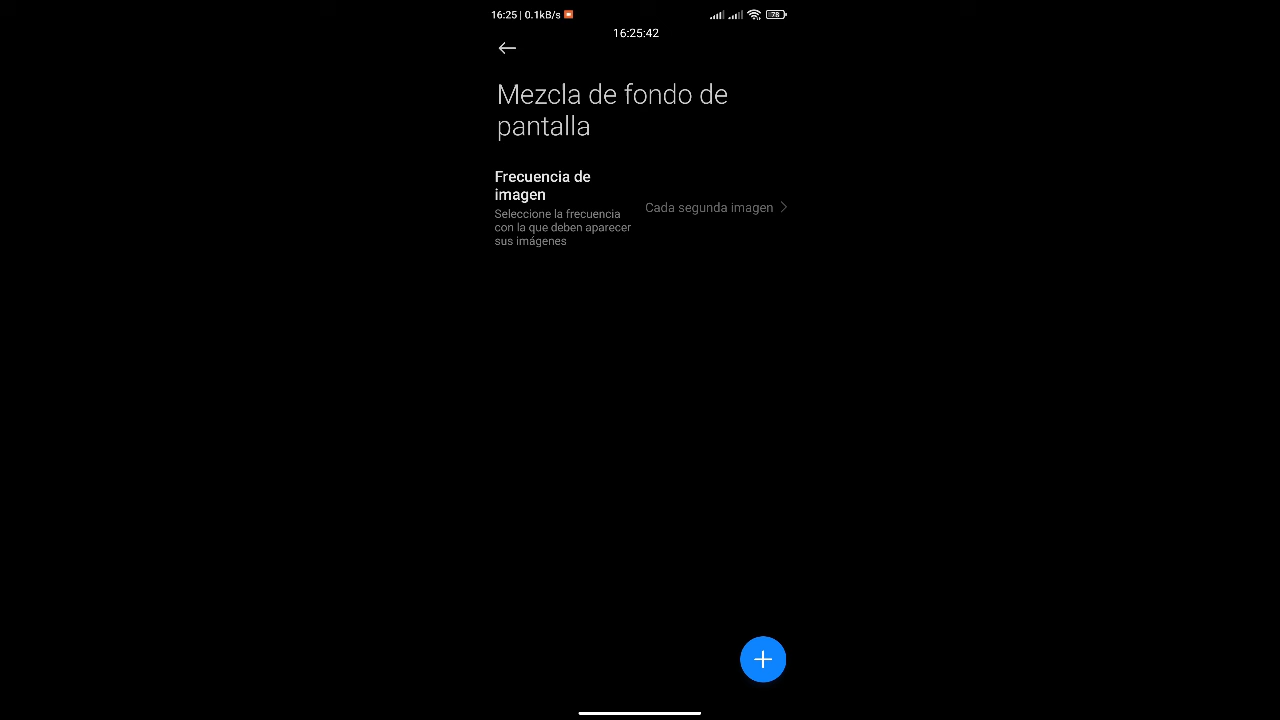 16:25 | 0.1kB/s
78
16:25:42
Mezcla de fondo de
pantalla
Frecuencia de
imagen
Seleccione la frecuencia
con la que deben aparecer
sus imágenes
Cada segunda imagen